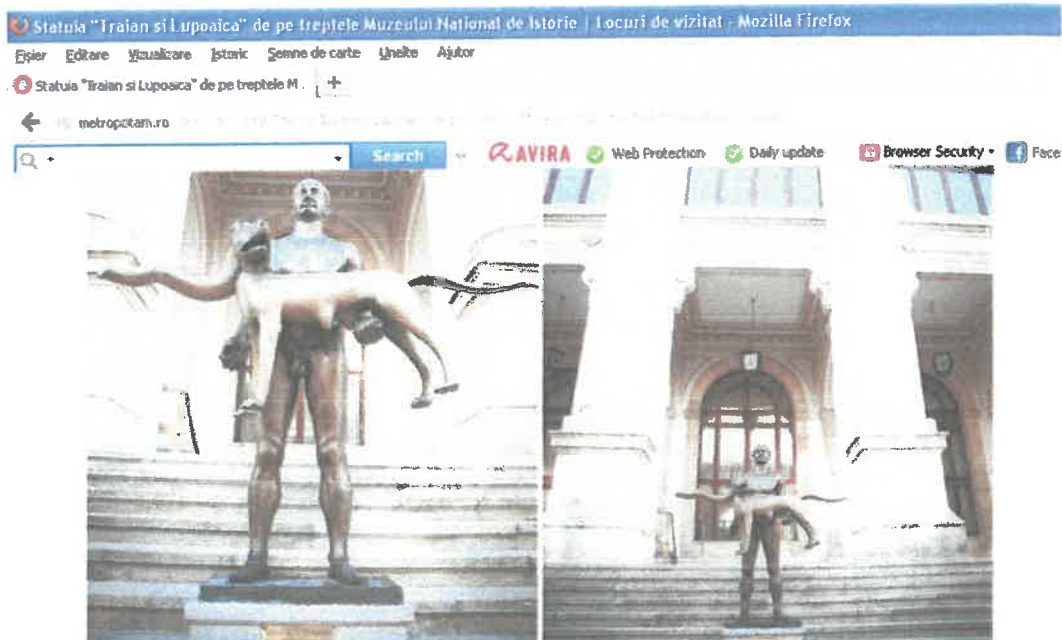 Statuia "Traian si Lupoaica" de pe treptele Muzeului National de Istorie | Locuri de vizitat - Mozilla Firefox
Fișier Editare Vizualizare Istoric Semne de carte Unelte Ajutor
Statuia "Traian si Lupoaica" de pe treptele M... +
metropotam.ro
Search AVIRA Web Protection Daily update Browser Security Face